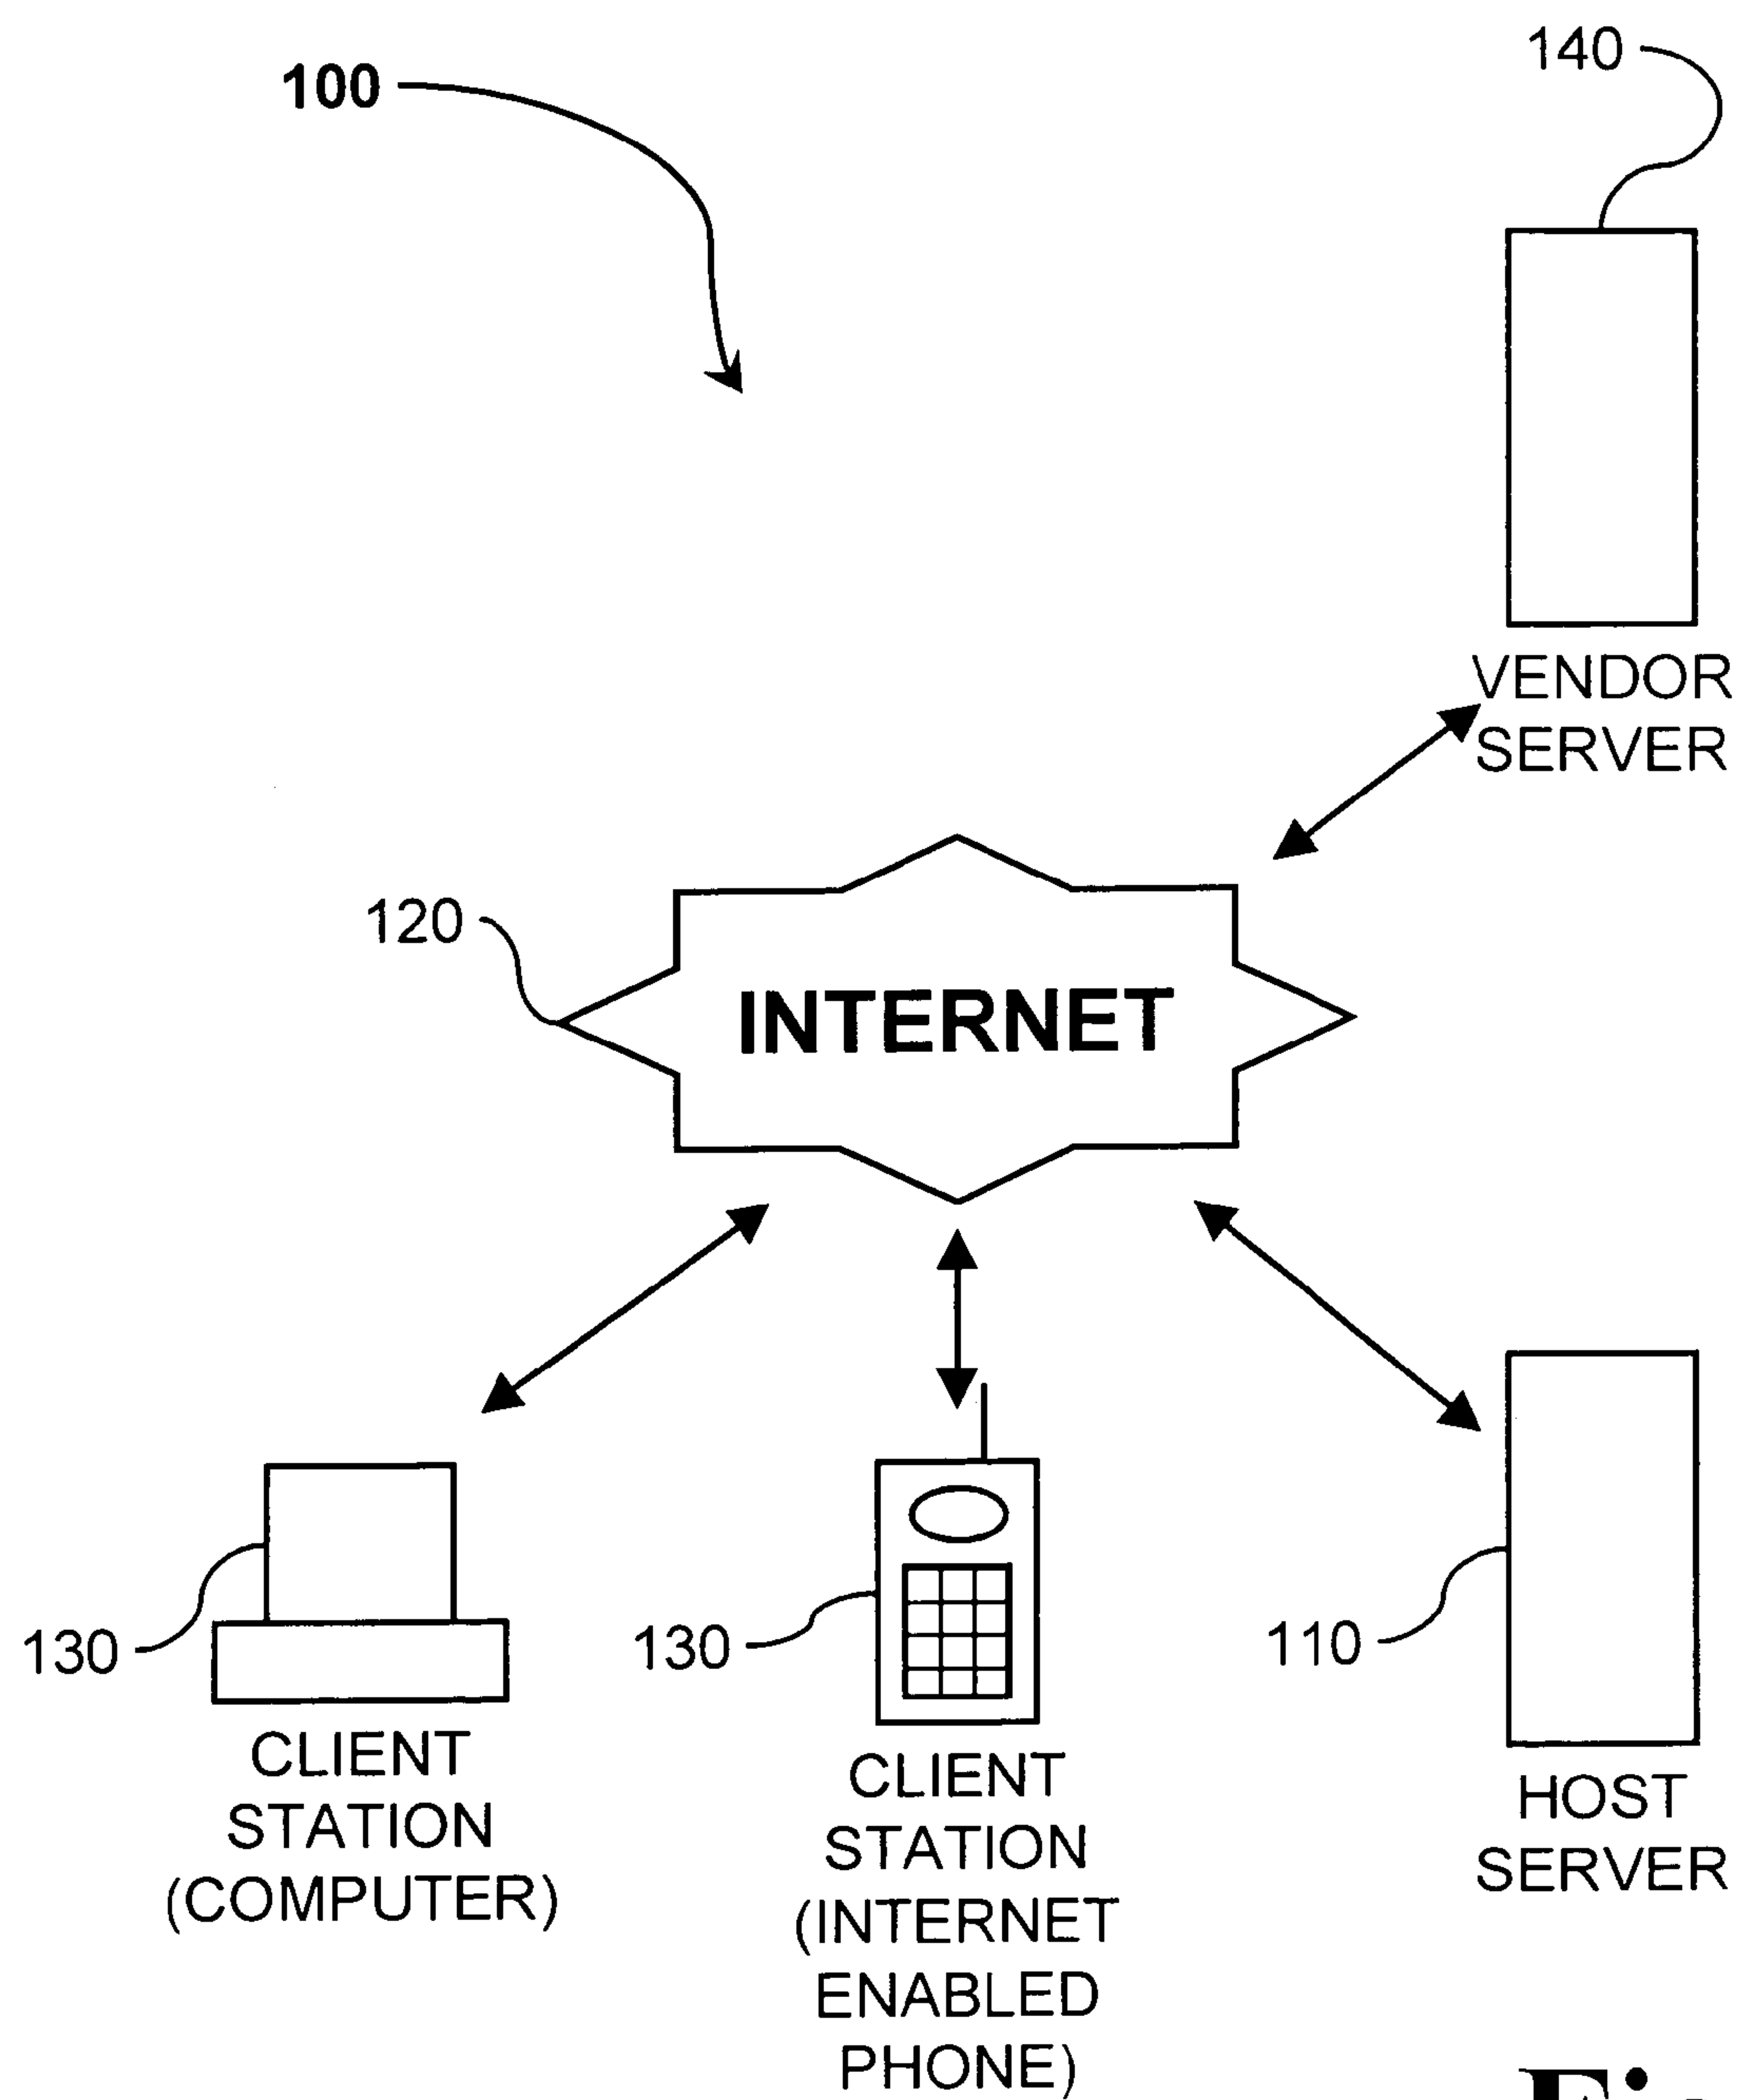 100
140
VENDOR
SERVER
120
INTERNET
130
130
110
CLIENT
STATION
(COMPUTER)
CLIENT
STATION
(INTERNET
ENABLED
PHONE)
HOST
SERVER